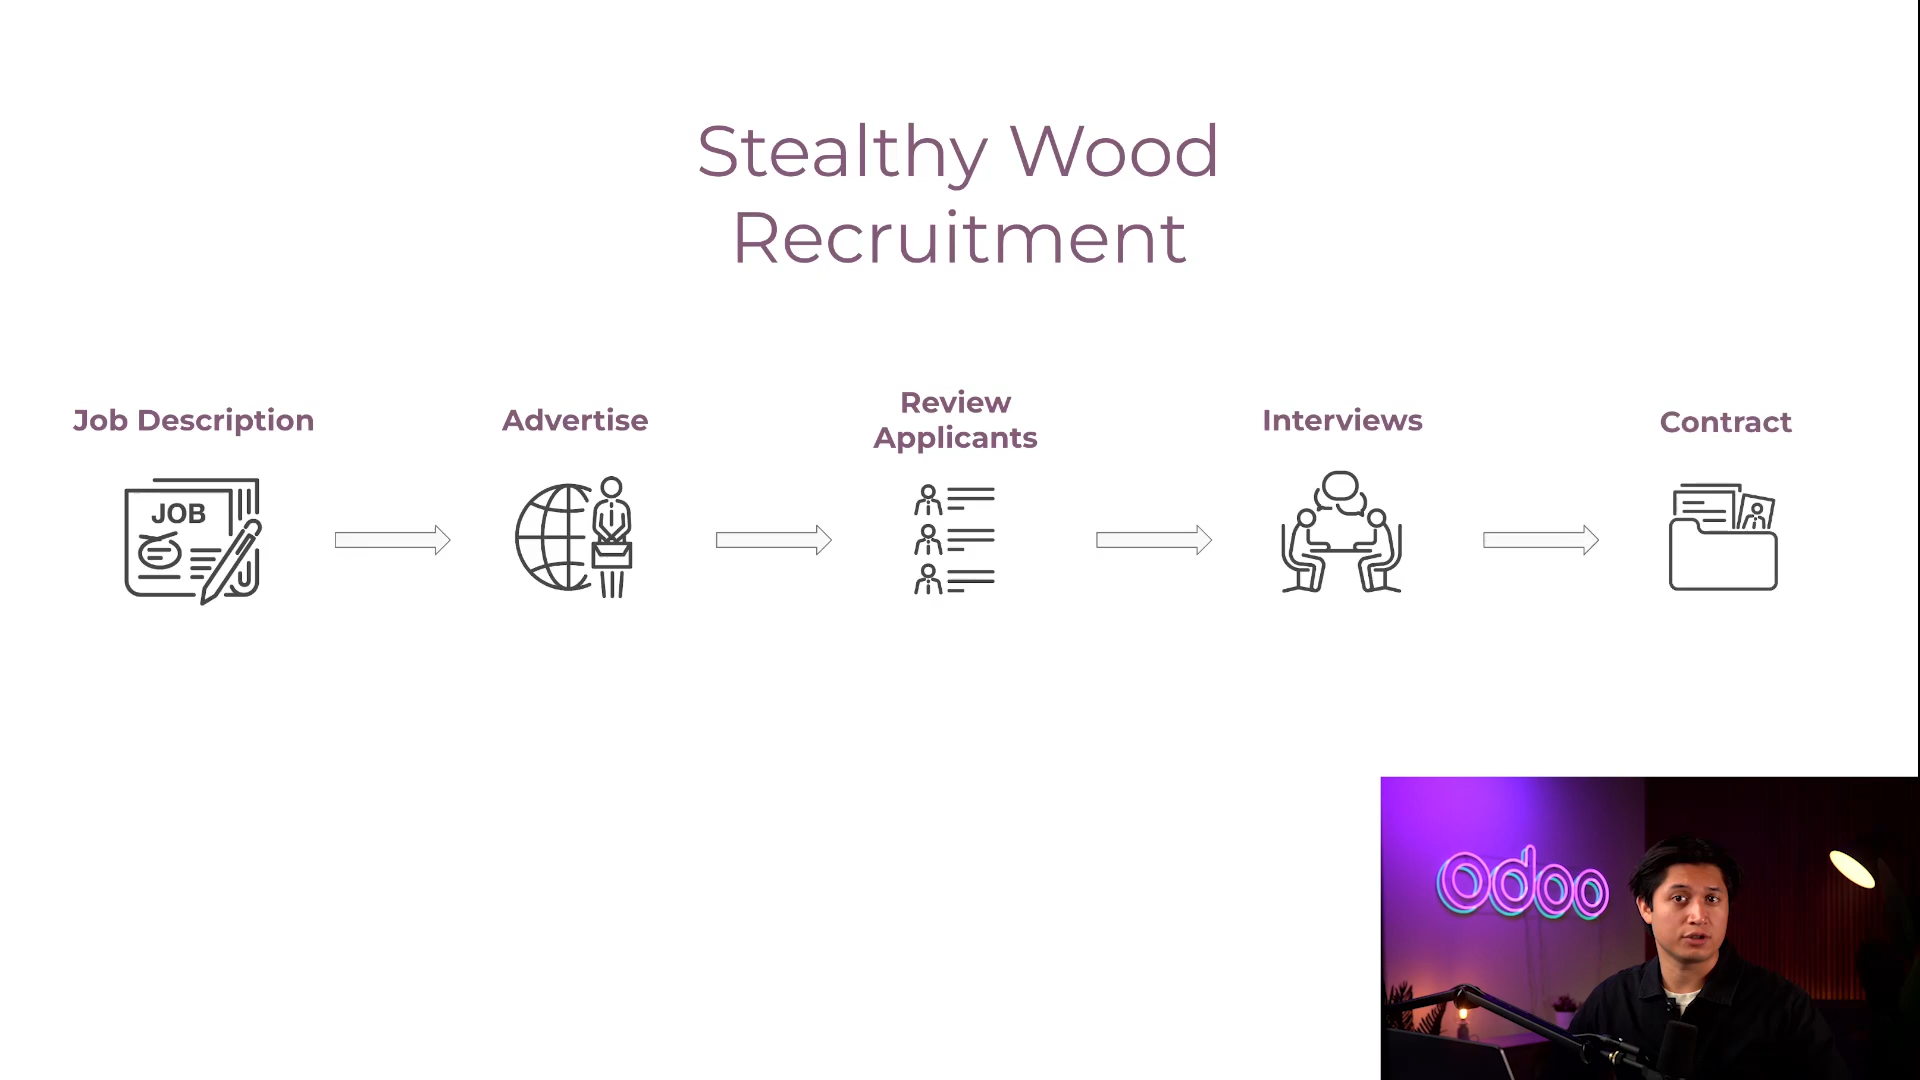 Stealthy Wood
Recruitment
Job Description
Advertise
Review
Applicants
Interviews
Contract
JOB
odoo